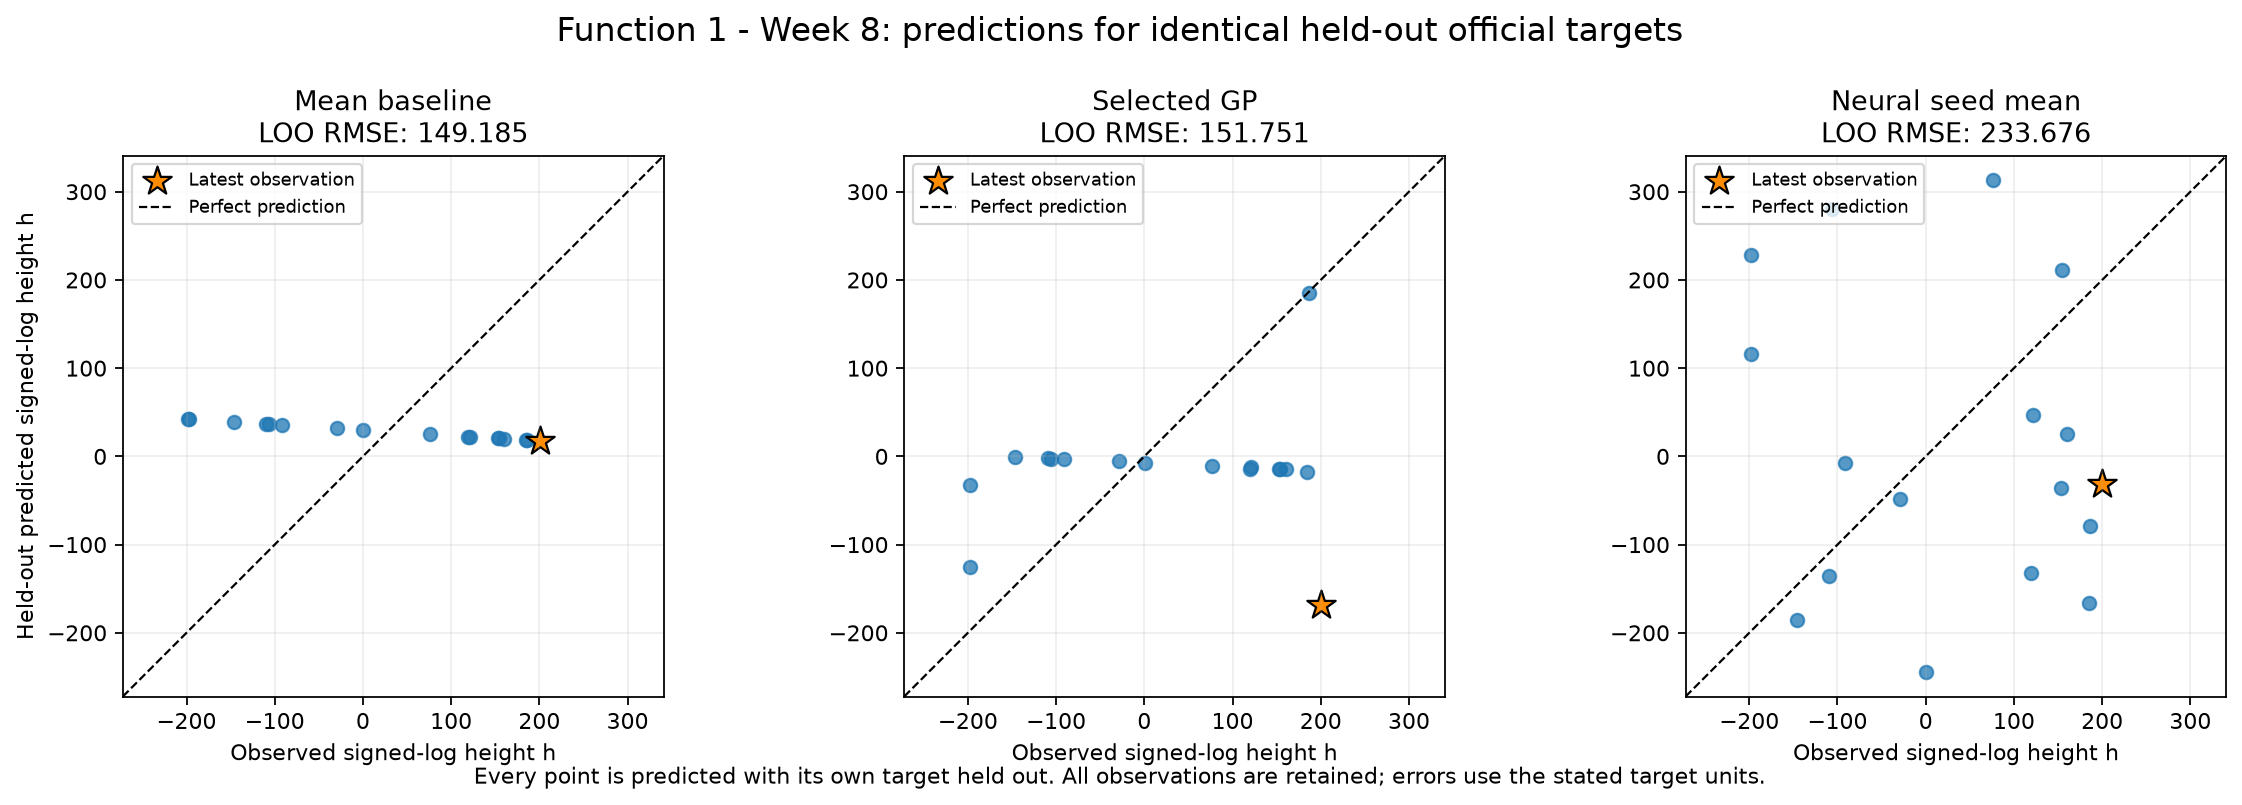 Function 1 - Week 8: predictions for identical held-out official targets
Mean baseline
LOO RMSE: 149.185
Latest observation
Perfect prediction
300
200
100
0
−100
−200
−200 −100 0 100 200 300
Held-out predicted signed-log height h
Observed signed-log height h
Selected GP
LOO RMSE: 151.751
Latest observation
Perfect prediction
300
200
100
0
−100
−200
−200 −100 0 100 200 300
Observed signed-log height h
Neural seed mean
LOO RMSE: 233.676
Latest observation
Perfect prediction
300
200
100
0
−100
−200
−200 −100 0 100 200 300
Observed signed-log height h
Every point is predicted with its own target held out. All observations are retained; errors use the stated target units.